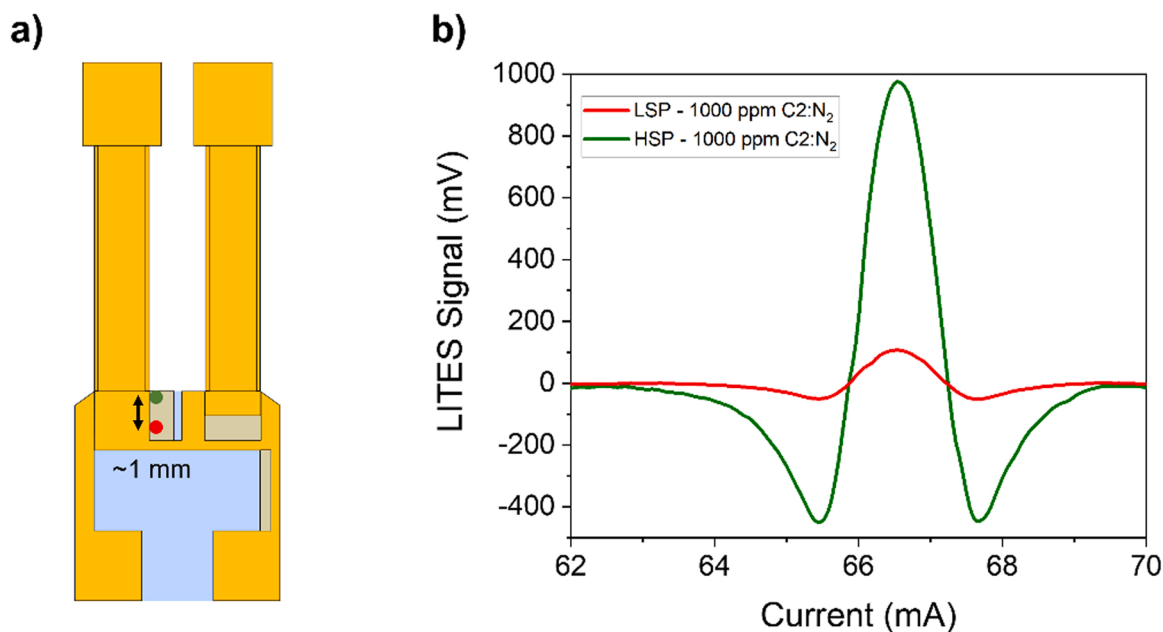 a)
~1 mm
b)
LITES Signal (mV)
1000
800
600
400
200
0
-200
-400
LSP - 1000 ppm C2:N₂
HSP - 1000 ppm C2:N₂
62
64
66
68
70
Current (mA)